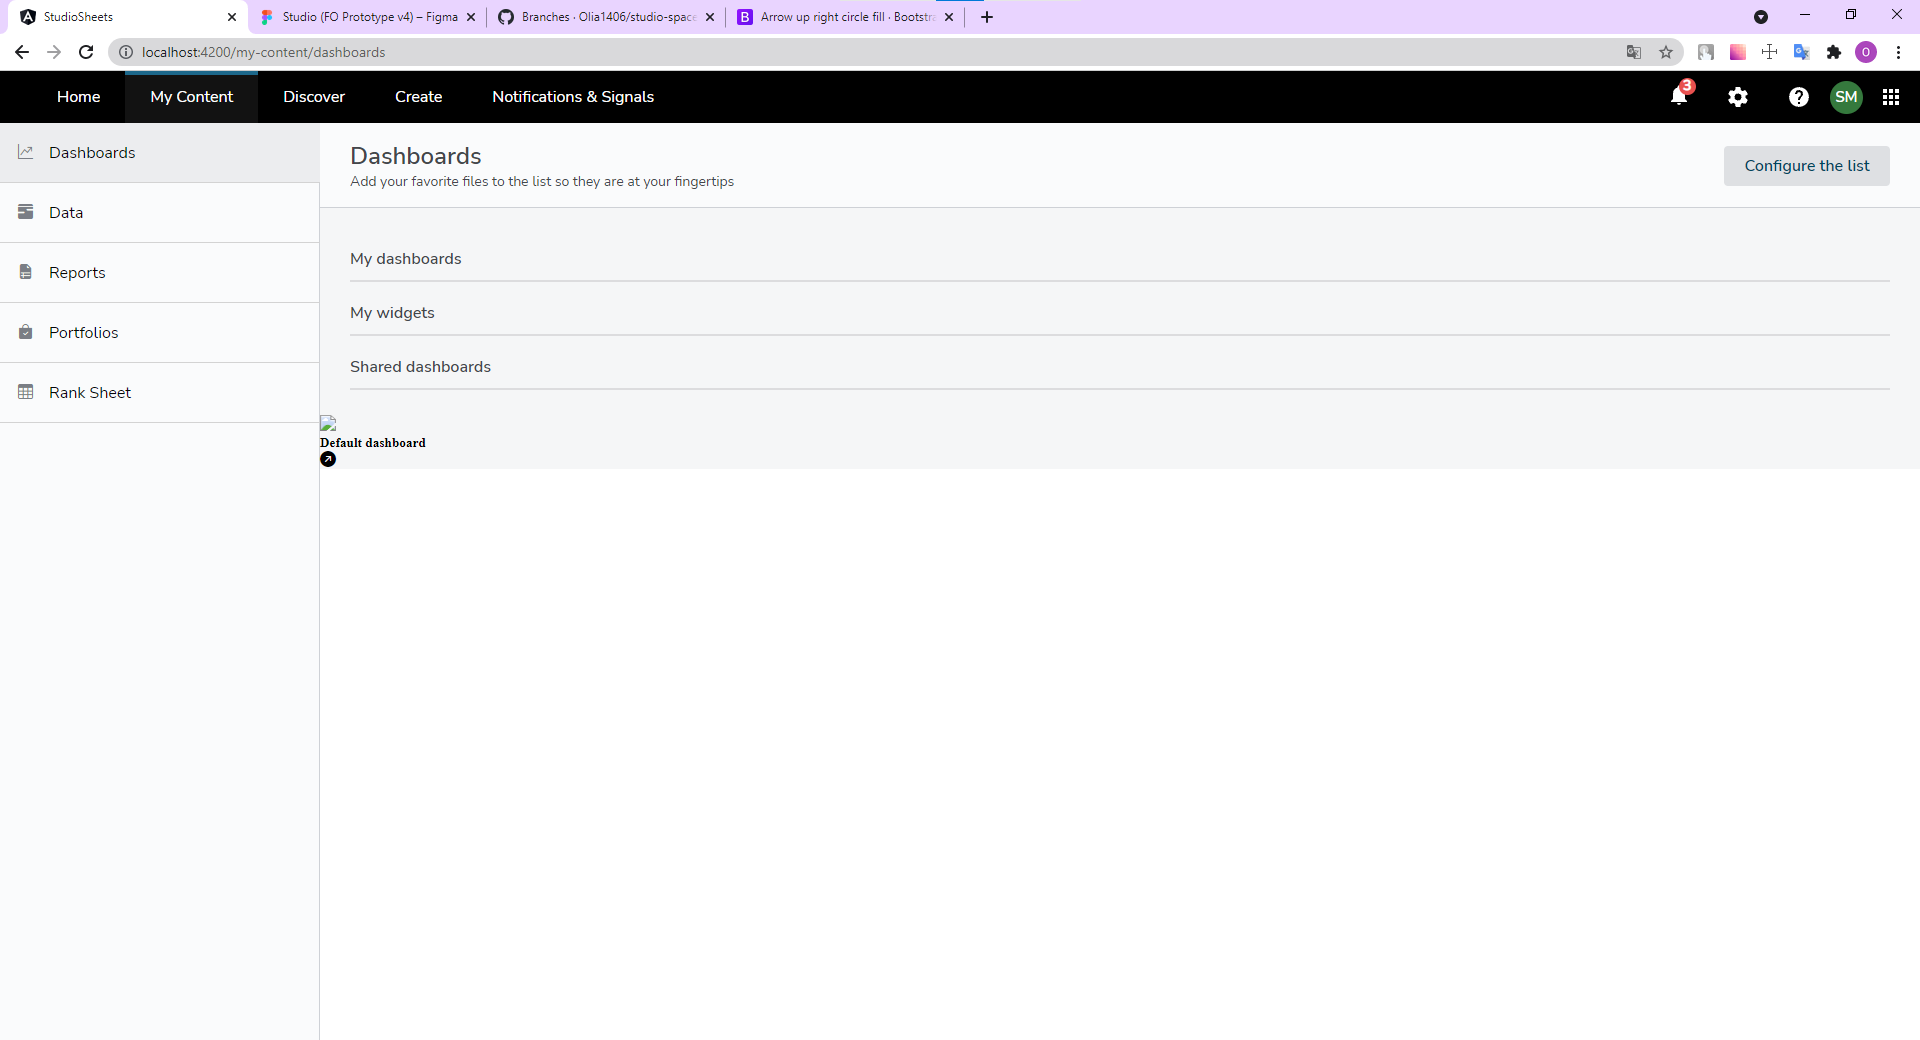 StudioSheets
Studio (FO Prototype v4) – Figma
Branches · Olia1406/studio-space
Arrow up right circle fill · Bootstra
localhost:4200/my-content/dashboards
O
Home
My Content
Discover
Create
Notifications & Signals
3
SM
Dashboards
Data
Reports
Portfolios
Rank Sheet
Dashboards
Add your favorite files to the list so they are at your fingertips
Configure the list
My dashboards
My widgets
Shared dashboards
Default dashboard